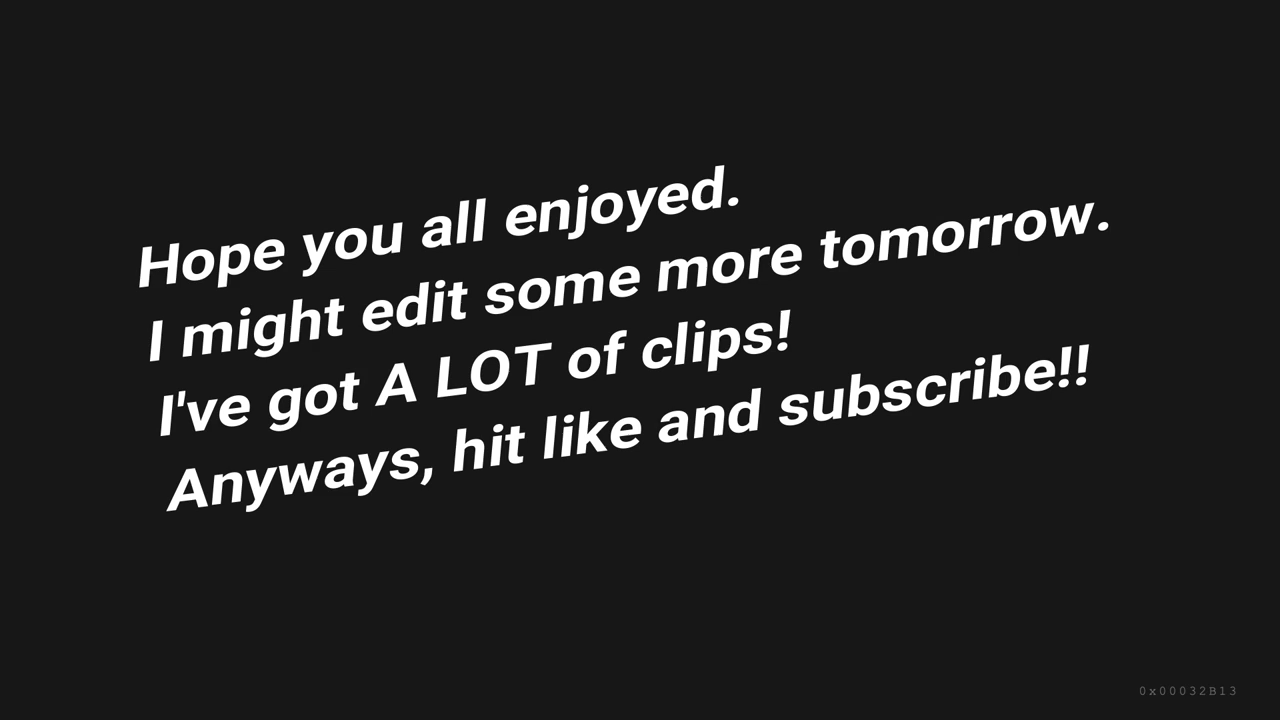 Hope you all enjoyed.
I might edit some more tomorrow.
I've got A LOT of clips!
Anyways, hit like and subscribe!!
0x00032B13